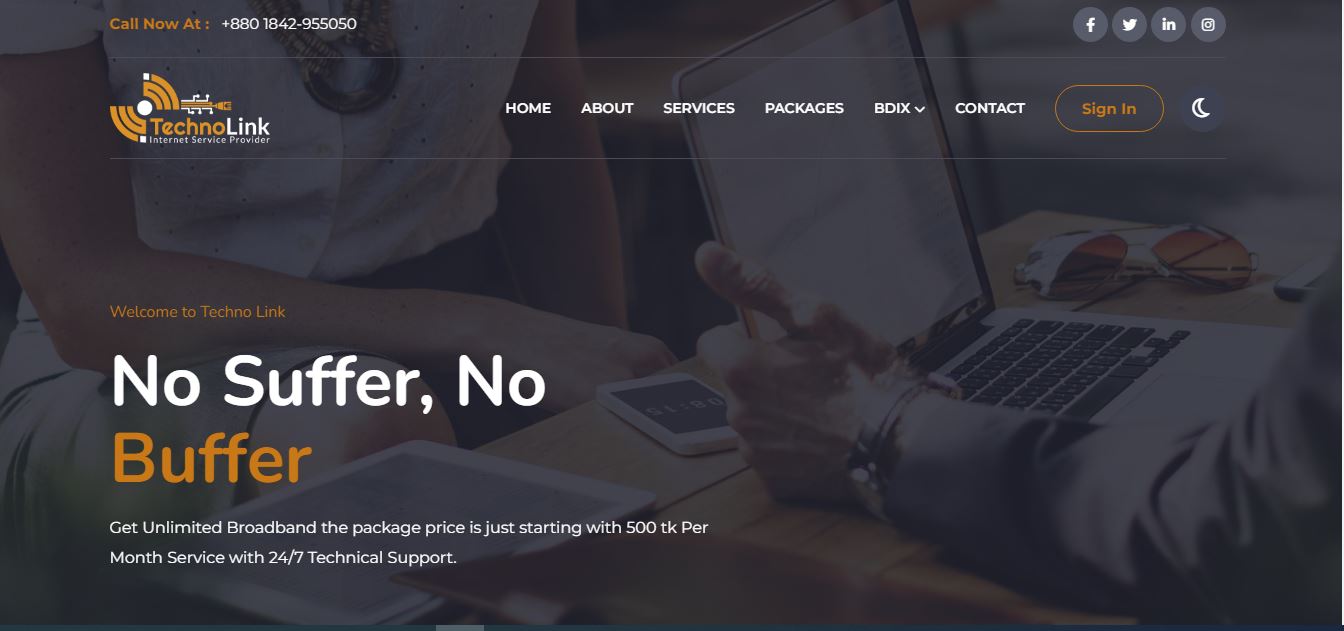 Call Now At : +880 1842-955050
TechnoLink
Internet Service Provider
HOME ABOUT SERVICES PACKAGES BDIX CONTACT Sign In
Welcome to Techno Link
No Suffer, No
Buffer
08:15
Get Unlimited Broadband the package price is just starting with 500 tk Per
Month Service with 24/7 Technical Support.